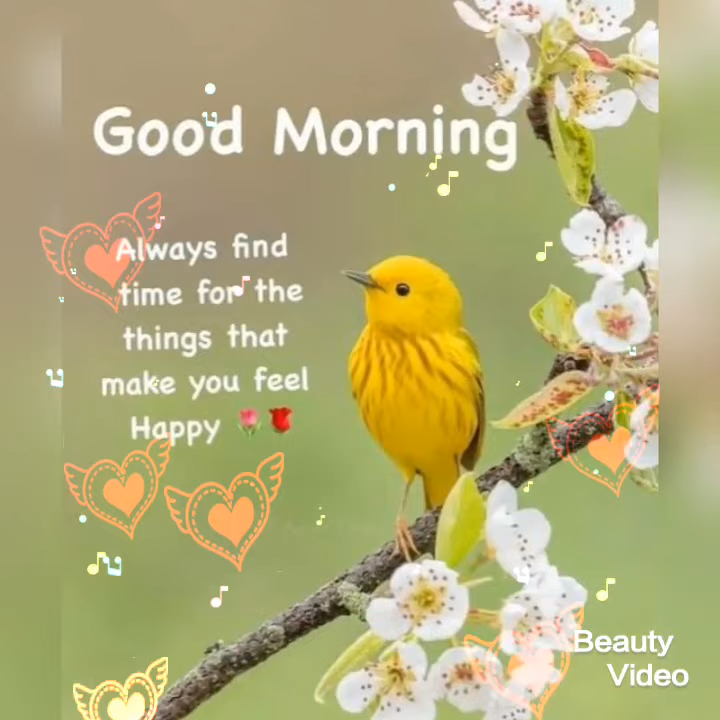 Good Morning
Always find
time for the
things that
make you feel
Happy 🌷🌹
Beauty
Video